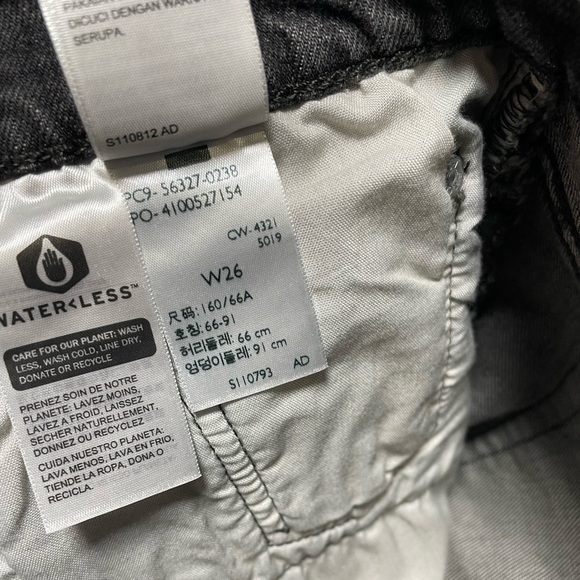 DICUCI DENGAN WARN
SERUPA.
S110812 AD
PC9- 56327-0238
PO- 4100527154
CW-4321
5019
W26
尺码: 160/66A
호칭: 66-91
허리둘레: 66 cm
엉덩이둘레: 91 cm
S110793 AD
WATER<LESS™
CARE FOR OUR PLANET: WASH
LESS, WASH COLD, LINE DRY,
DONATE OR RECYCLE
PRENEZ SOIN DE NOTRE
PLANÈTE: LAVEZ MOINS,
LAVEZ A FROID, LAISSEZ
SECHER NATURELLEMENT,
DONNEZ OU RECYCLEZ
CUIDA NUESTRO PLANETA:
LAVA MENOS, LAVA EN FRIO,
TIENDE LA ROPA, DONA O
RECICLA.